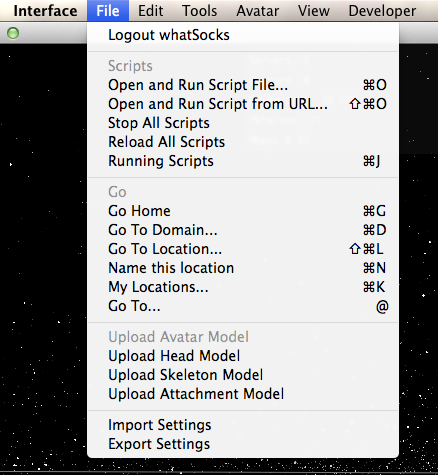 Interface File Edit Tools Avatar View Developer
Logout whatSocks
Scripts
Open and Run Script File... ⌘O
Open and Run Script from URL... ⇧⌘O
Stop All Scripts
Reload All Scripts
Running Scripts ⌘J
Go
Go Home ⌘G
Go To Domain... ⌘D
Go To Location... ⇧⌘L
Name this location ⌘N
My Locations... ⌘K
Go To... @
Upload Avatar Model
Upload Head Model
Upload Skeleton Model
Upload Attachment Model
Import Settings
Export Settings